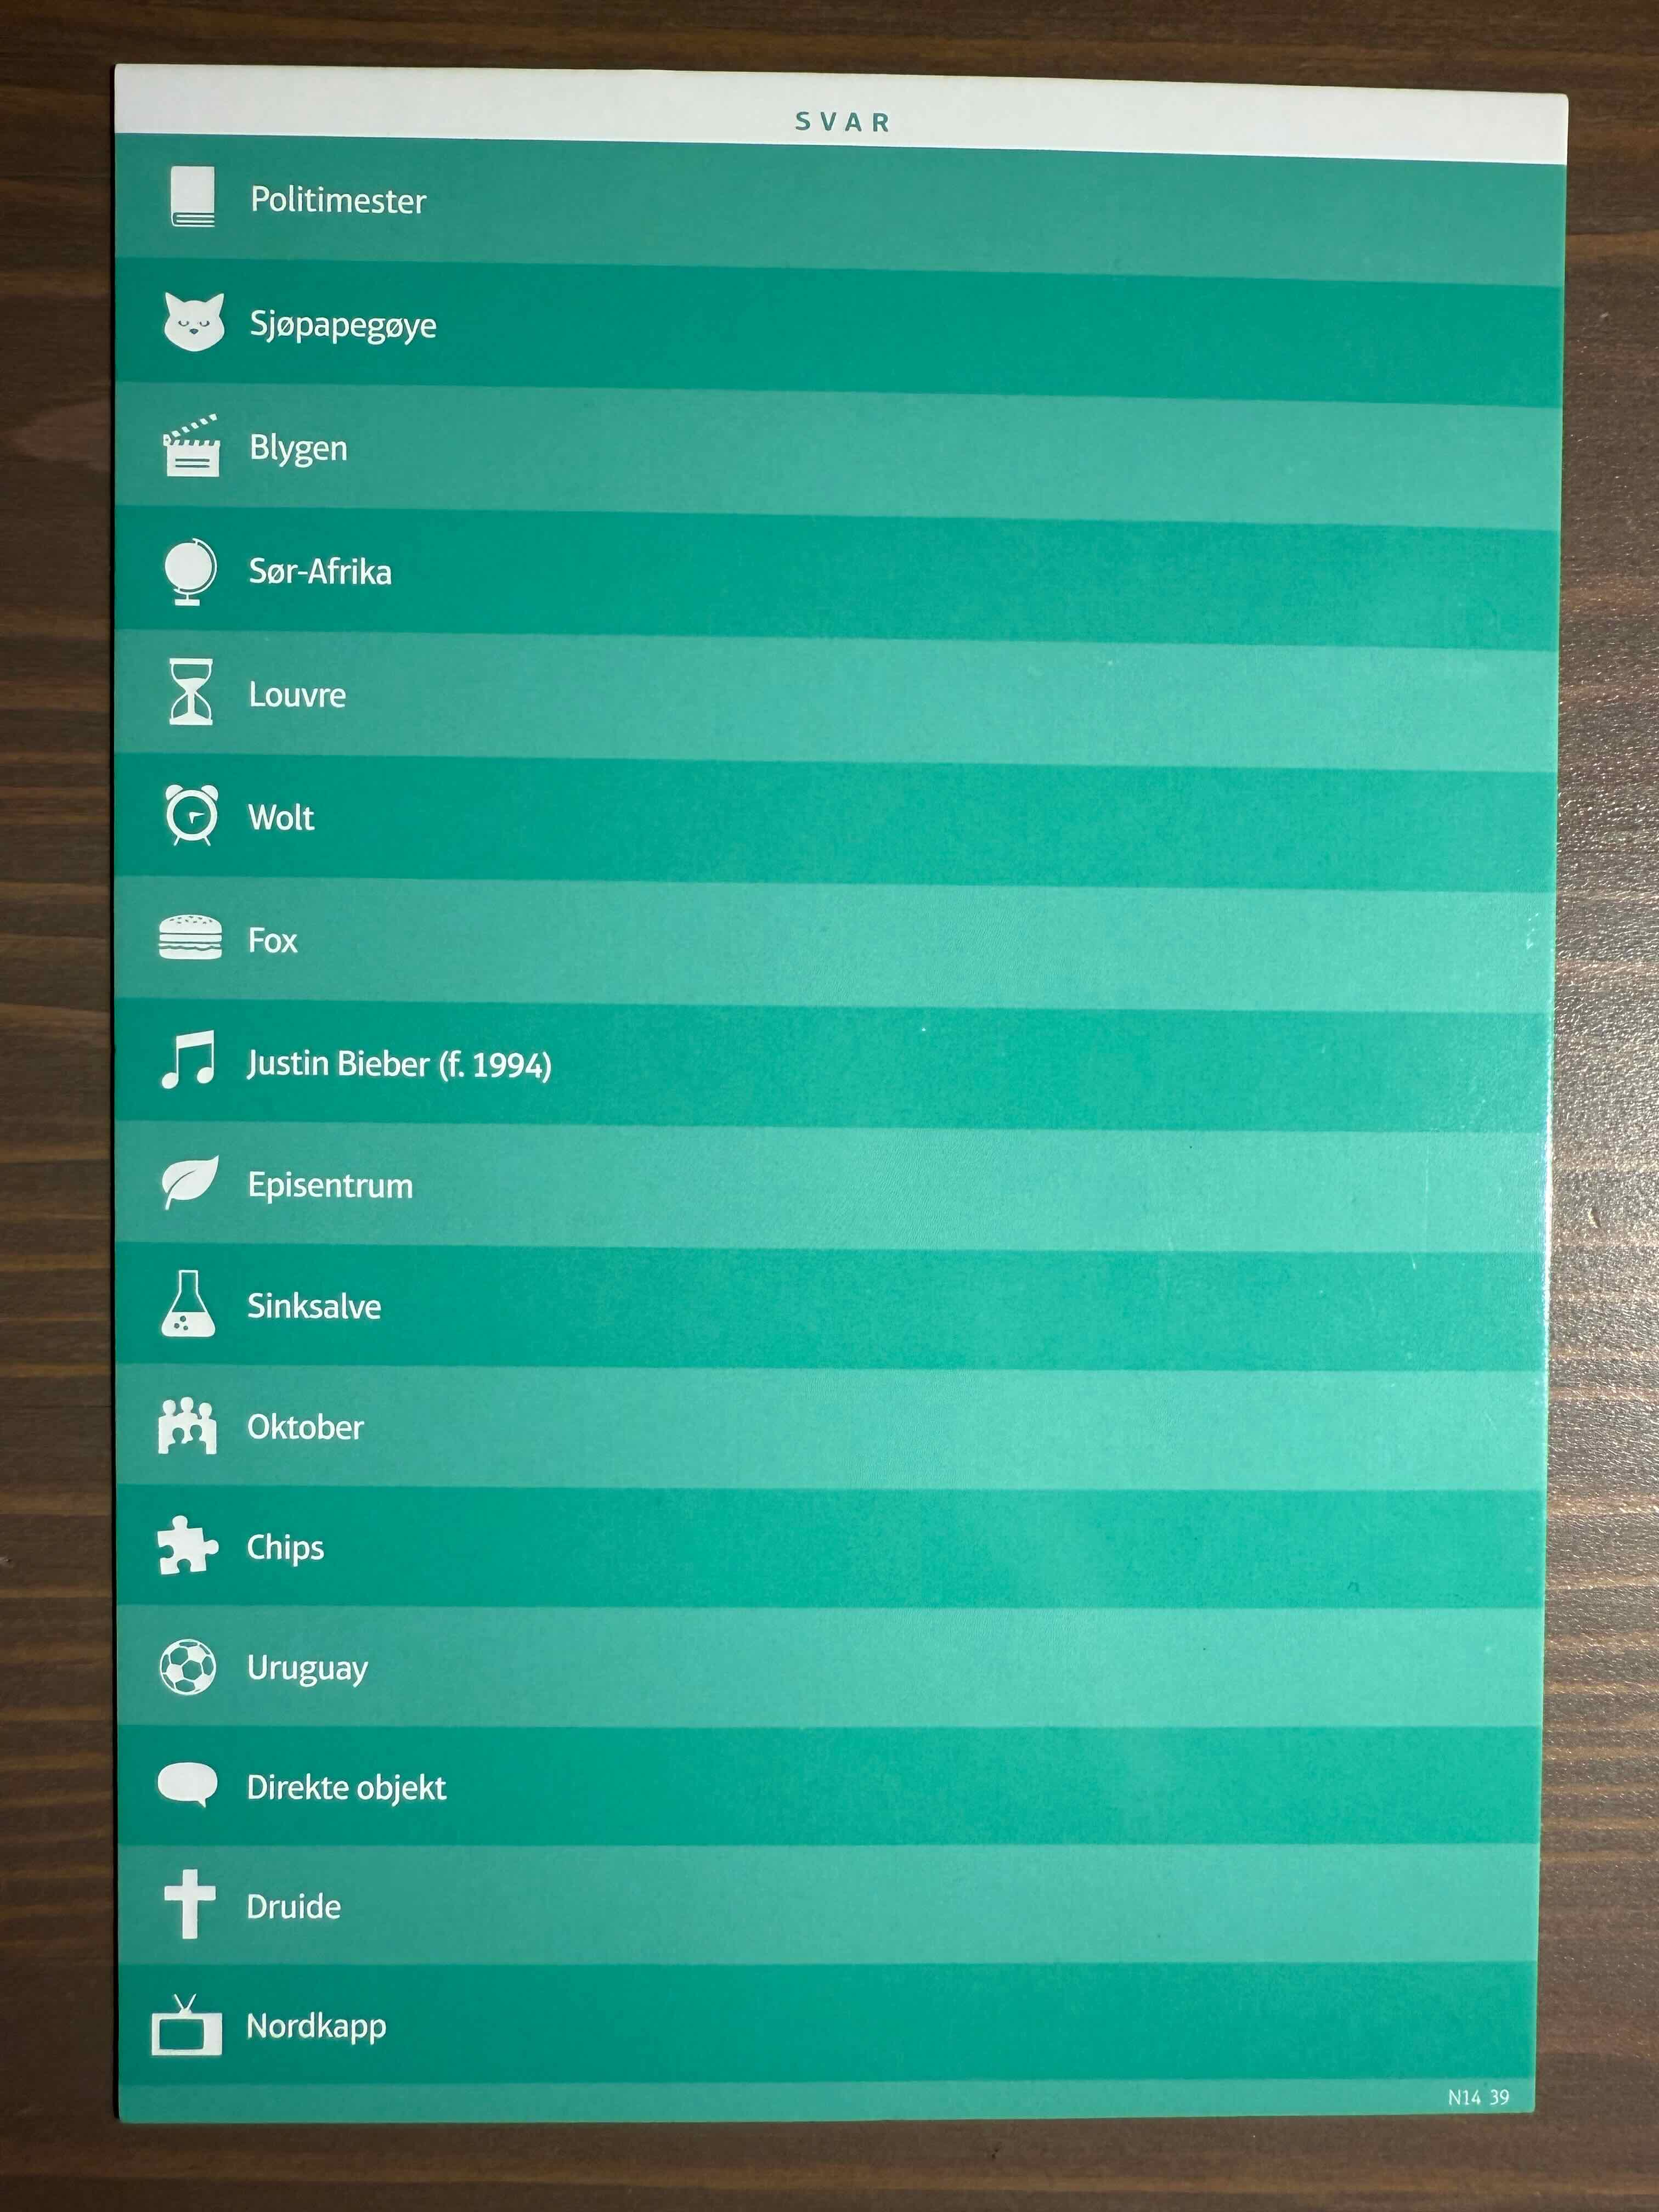 SVAR
Politimester
Sjøpapegøye
Blygen
Sør-Afrika
Louvre
Wolt
Fox
Justin Bieber (f. 1994)
Episentrum
Sinksalve
Oktober
Chips
Uruguay
Direkte objekt
Druide
Nordkapp
N14 39